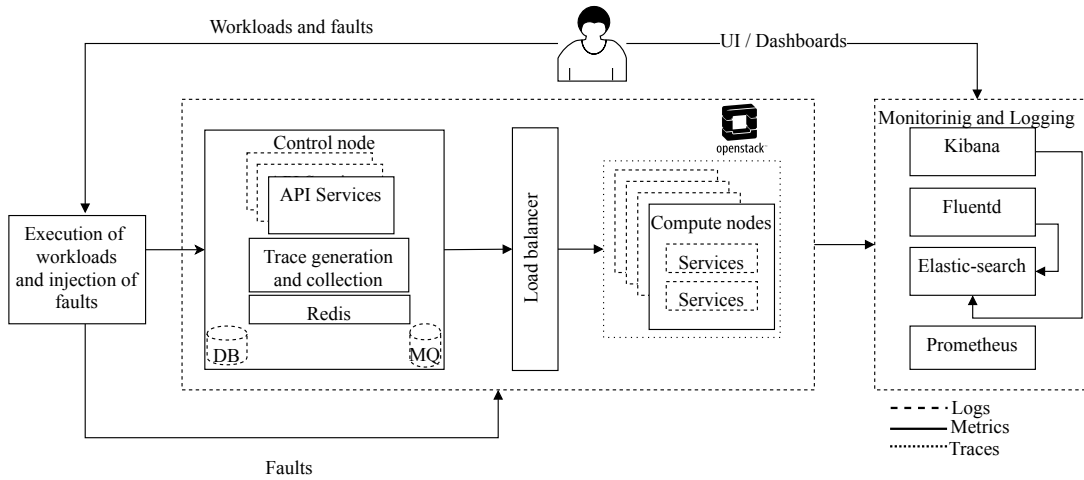 Workloads and faults
UI / Dashboards
openstack
Monitorinig and Logging
Control node
API Services
Trace generation
and collection
Redis
DB
MQ
Load balancer
Compute nodes
Services
Services
Execution of
workloads
and injection of
faults
Kibana
Fluentd
Elastic-search
Prometheus
Logs
Metrics
Traces
Faults